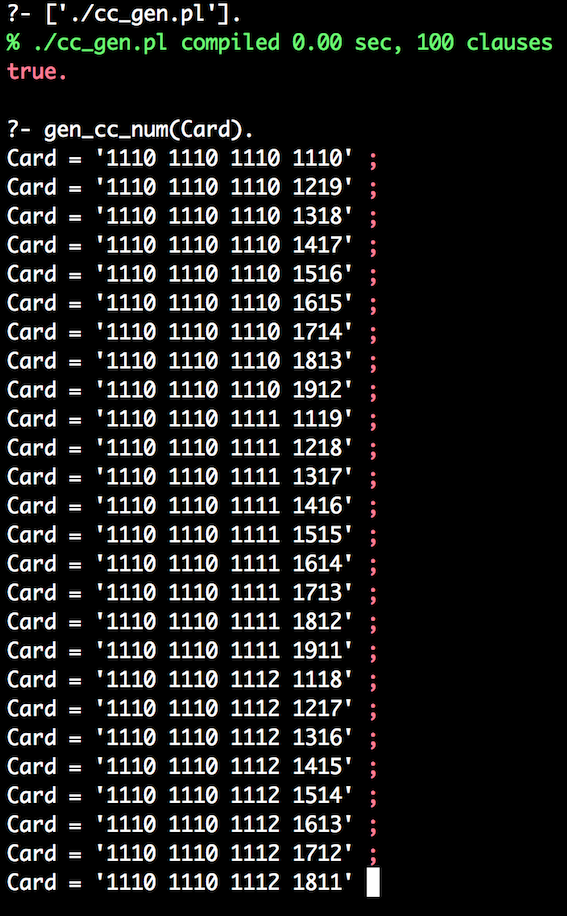 ?- ['./cc_gen.pl'].
% ./cc_gen.pl compiled 0.00 sec, 100 clauses
true.
?- gen_cc_num(Card).
Card = '1110 1110 1110 1110' ;
Card = '1110 1110 1110 1219' ;
Card = '1110 1110 1110 1318' ;
Card = '1110 1110 1110 1417' ;
Card = '1110 1110 1110 1516' ;
Card = '1110 1110 1110 1615' ;
Card = '1110 1110 1110 1714' ;
Card = '1110 1110 1110 1813' ;
Card = '1110 1110 1110 1912' ;
Card = '1110 1110 1111 1119' ;
Card = '1110 1110 1111 1218' ;
Card = '1110 1110 1111 1317' ;
Card = '1110 1110 1111 1416' ;
Card = '1110 1110 1111 1515' ;
Card = '1110 1110 1111 1614' ;
Card = '1110 1110 1111 1713' ;
Card = '1110 1110 1111 1812' ;
Card = '1110 1110 1111 1911' ;
Card = '1110 1110 1112 1118' ;
Card = '1110 1110 1112 1217' ;
Card = '1110 1110 1112 1316' ;
Card = '1110 1110 1112 1415' ;
Card = '1110 1110 1112 1514' ;
Card = '1110 1110 1112 1613' ;
Card = '1110 1110 1112 1712' ;
Card = '1110 1110 1112 1811'